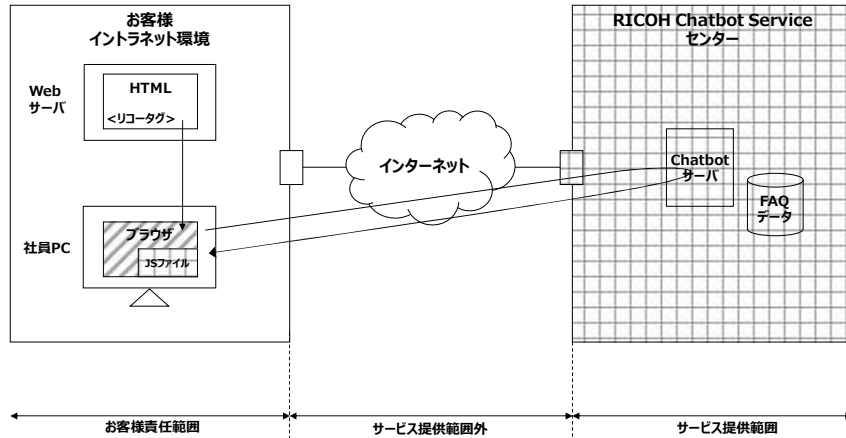 お客様
イントラネット環境
Web
サーバ
HTML
<リコータグ>
社員PC
ブラウザ
JSファイル
インターネット
RICOH Chatbot Service
センター
Chatbot
サーバ
FAQ
データ
お客様責任範囲
サービス提供範囲外
サービス提供範囲